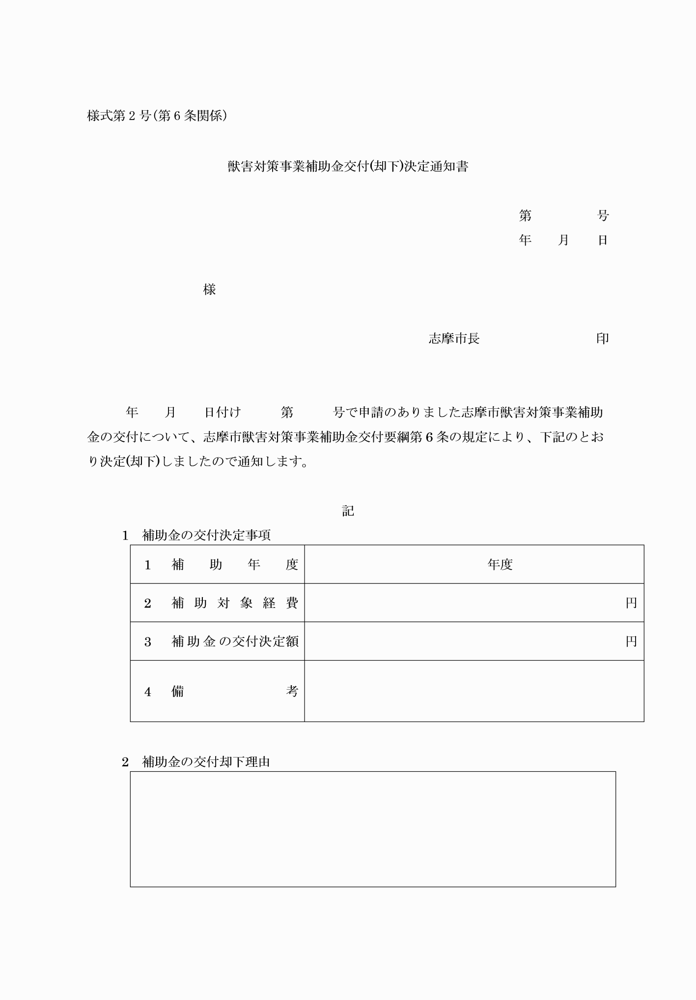 様式第2号(第6条関係)
獣害対策事業補助金交付(却下)決定通知書
第　　　　　号
年　　月　　日
様
志摩市長　　　　　　　　　印
年　　月　　日付け　　　第　　　号で申請のありました志摩市獣害対策事業補助
金の交付について、志摩市獣害対策事業補助金交付要綱第6条の規定により、下記のとお
り決定(却下)しましたので通知します。
記
1　補助金の交付決定事項
1　補助年度　　　年度
2　補助対象経費　　　円
3　補助金の交付決定額　　　円
4　備考
2　補助金の交付却下理由